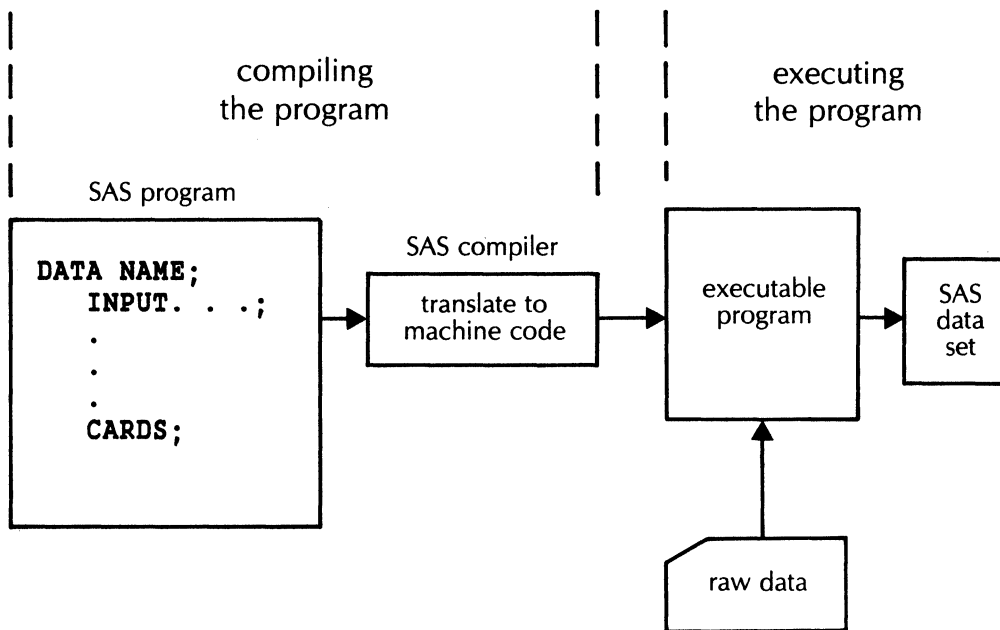 compiling
the program
executing
the program
SAS program
DATA NAME;
INPUT. . .;
.
.
.
CARDS;
SAS compiler
translate to
machine code
executable
program
SAS
data
set
raw data